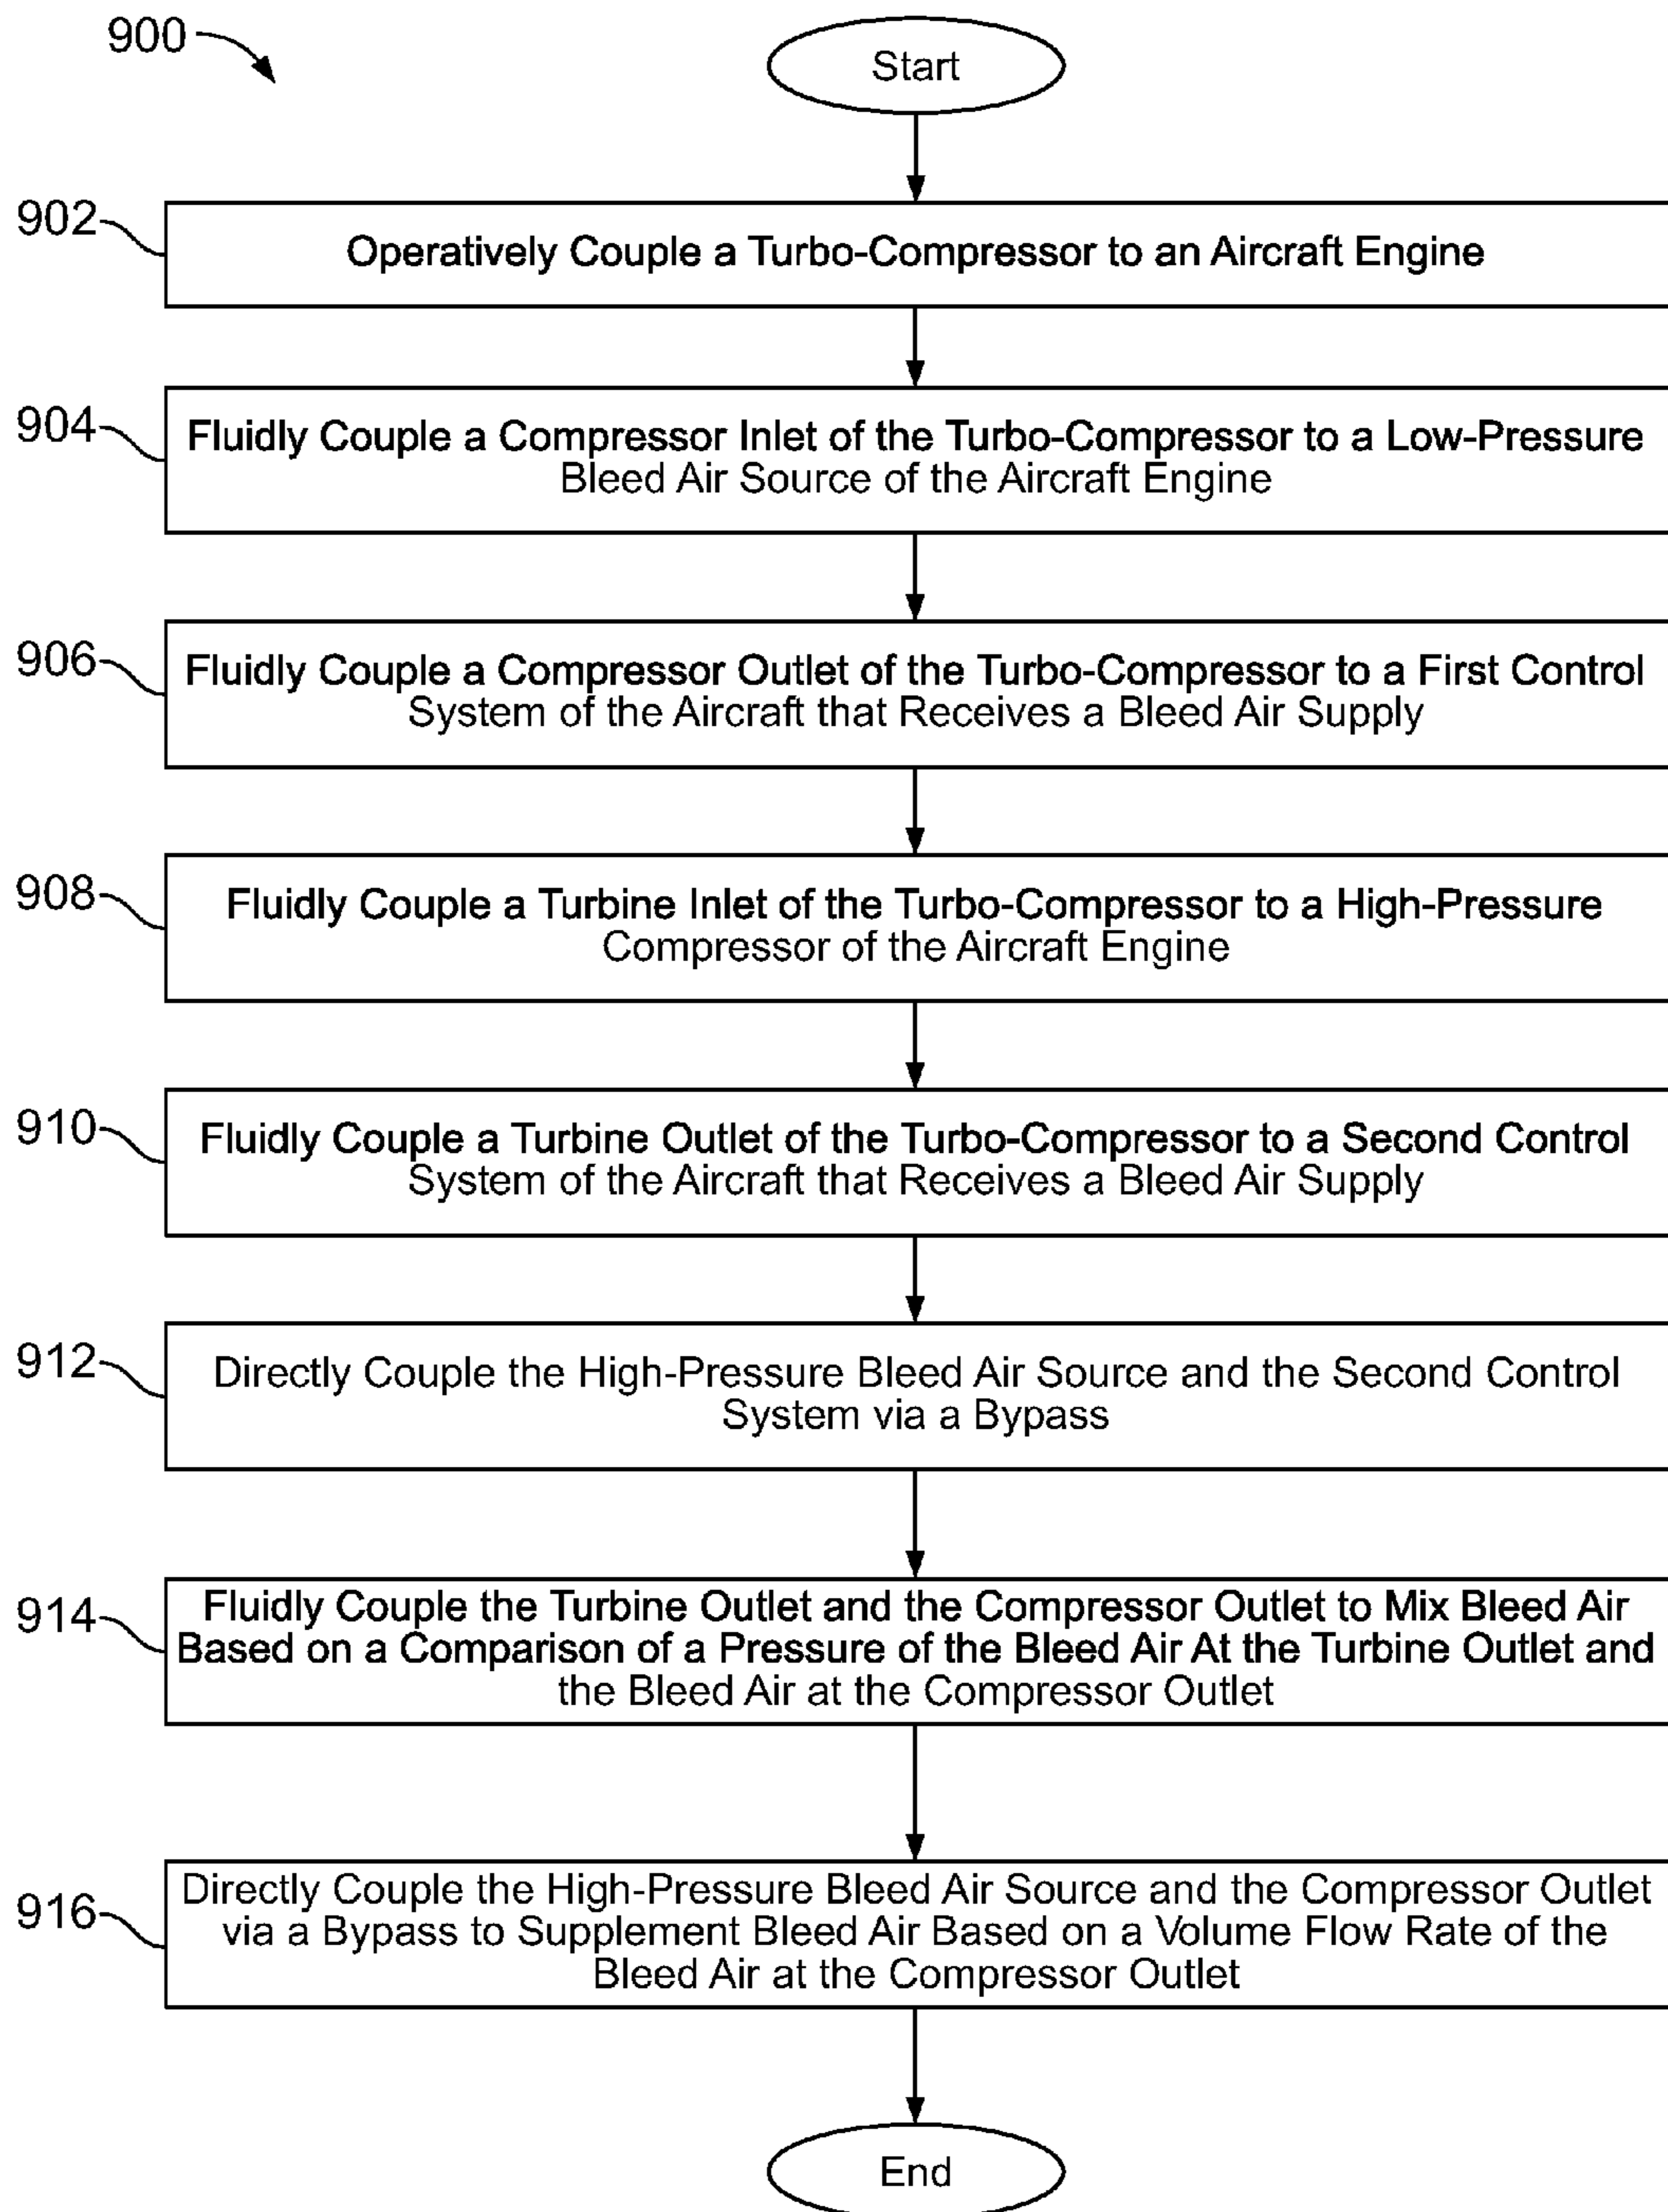 900
Start
902
Operatively Couple a Turbo-Compressor to an Aircraft Engine
904
Fluidly Couple a Compressor Inlet of the Turbo-Compressor to a Low-Pressure
Bleed Air Source of the Aircraft Engine
906
Fluidly Couple a Compressor Outlet of the Turbo-Compressor to a First Control
System of the Aircraft that Receives a Bleed Air Supply
908
Fluidly Couple a Turbine Inlet of the Turbo-Compressor to a High-Pressure
Compressor of the Aircraft Engine
910
Fluidly Couple a Turbine Outlet of the Turbo-Compressor to a Second Control
System of the Aircraft that Receives a Bleed Air Supply
912
Directly Couple the High-Pressure Bleed Air Source and the Second Control
System via a Bypass
914
Fluidly Couple the Turbine Outlet and the Compressor Outlet to Mix Bleed Air
Based on a Comparison of a Pressure of the Bleed Air At the Turbine Outlet and
the Bleed Air at the Compressor Outlet
916
Directly Couple the High-Pressure Bleed Air Source and the Compressor Outlet
via a Bypass to Supplement Bleed Air Based on a Volume Flow Rate of the
Bleed Air at the Compressor Outlet
End